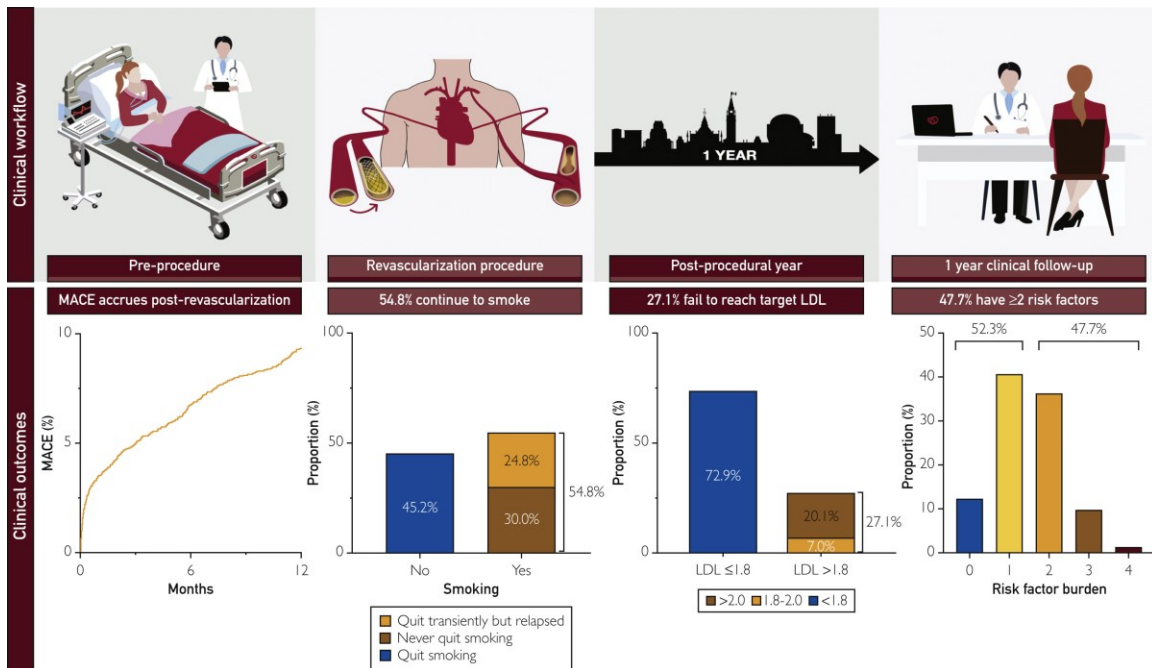 Clinical workflow
1 YEAR
Pre-procedure
Revascularization procedure
Post-procedural year
1 year clinical follow-up
Clinical outcomes
MACE accrues post-revascularization
54.8% continue to smoke
27.1% fail to reach target LDL
47.7% have ≥2 risk factors
10
5
0
MACE (%)
0
6
12
Months
100
50
0
Proportion (%)
45.2%
24.8%
30.0%
54.8%
No
Yes
Smoking
Quit transiently but relapsed
Never quit smoking
Quit smoking
100
50
0
Proportion (%)
72.9%
20.1%
7.0%
27.1%
LDL ≤1.8
LDL >1.8
>2.0
1.8-2.0
<1.8
50
40
30
20
10
0
Proportion (%)
52.3%
47.7%
0
1
2
3
4
Risk factor burden